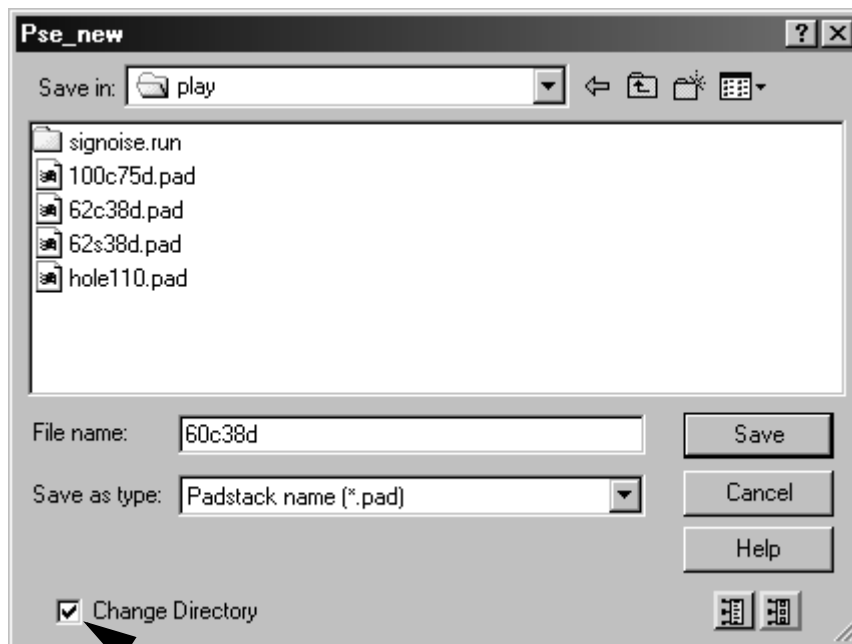 Pse_new
Save in: play
signoise.run
100c75d.pad
62c38d.pad
62s38d.pad
hole110.pad
File name: 60c38d Save
Save as type: Padstack name (*.pad) Cancel
Help
Change Directory